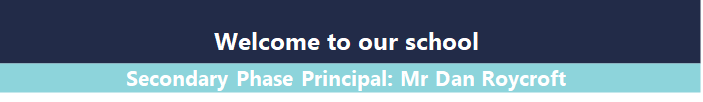 Welcome to our school
Secondary Phase Principal: Mr Dan Roycroft